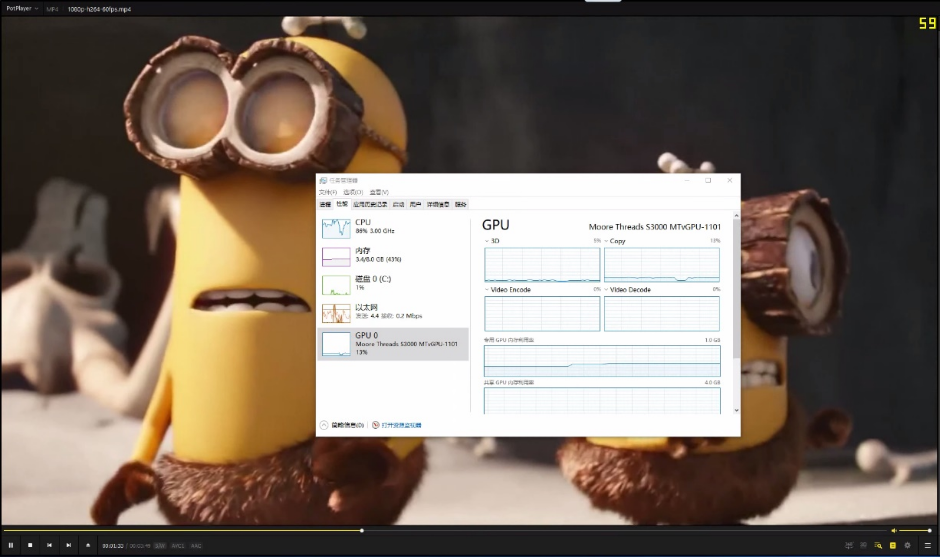 PotPlayer
MP4
1080p-h264-60fps.mp4
59
任务管理器
文件(F) 选项(O) 查看(V)
进程 性能 应用历史记录 启动 用户 详细信息 服务
CPU
86% 3.00 GHz
内存
3.4/8.0 GB (43%)
磁盘 0 (C:)
1%
以太网
发送: 4.4 接收: 0.2 Mbps
GPU 0
Moore Threads S3000 MTvGPU-1101
13%
GPU
Moore Threads S3000 MTvGPU-1101
3D 5%
Copy 10%
Video Encode 0%
Video Decode 0%
专用 GPU 内存利用率 1.0 GB
共享 GPU 内存利用率 4.0 GB
简略信息(D)
打开资源监视器
00:01:33
S/W AVC1 AAC